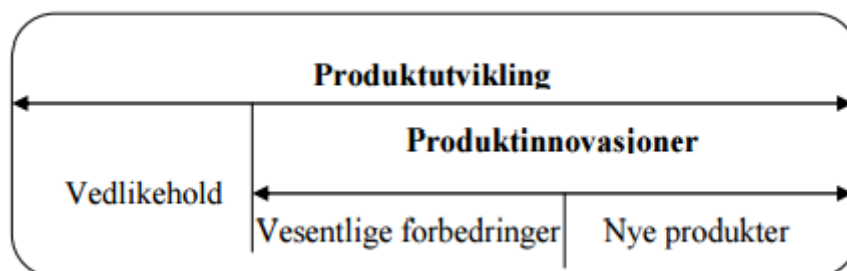 Produktutvikling
Produktinnovasjoner
Vedlikehold
Vesentlige forbedringer
Nye produkter